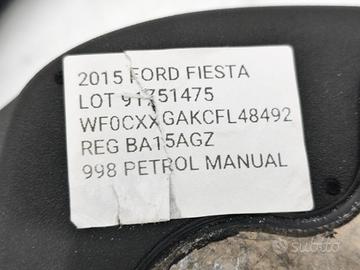 2015 FORD FIESTA
LOT 91751475
WF0CXXGAKCFL48492
REG BA15AGZ
998 PETROL MANUAL
subito